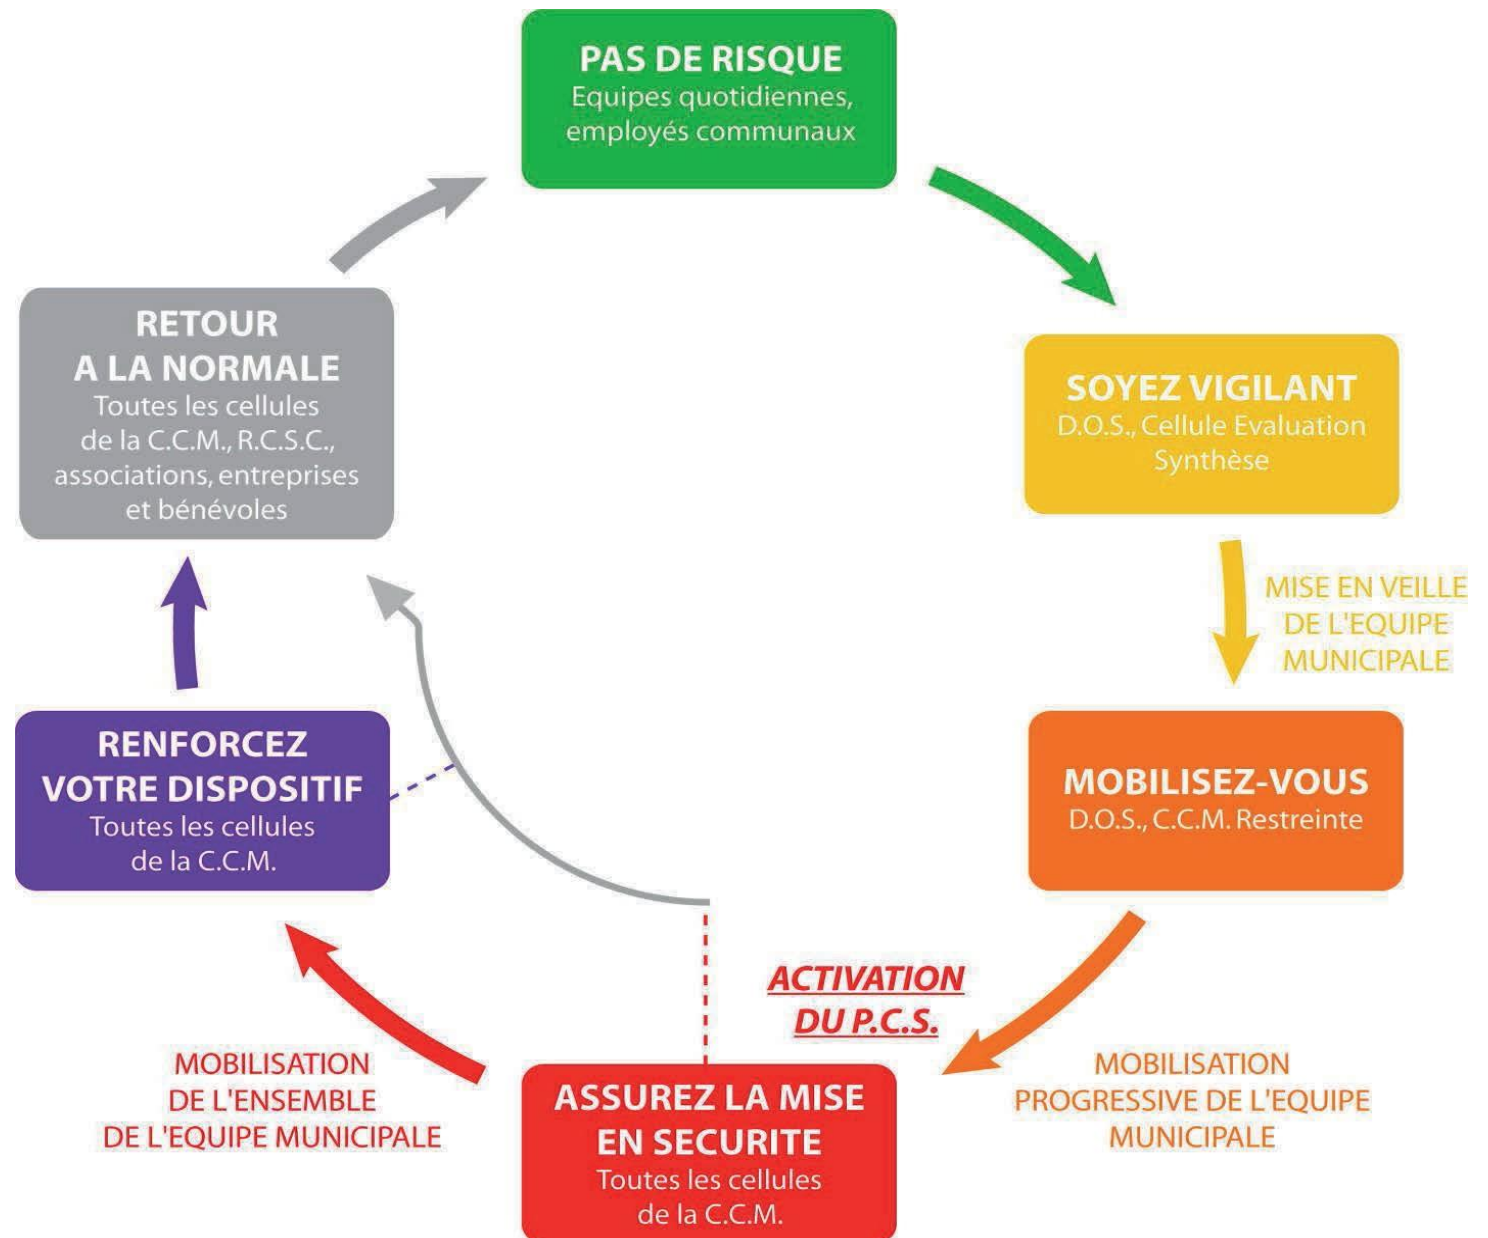 PAS DE RISQUE
Equipes quotidiennes,
employés communaux
SOYEZ VIGILANT
D.O.S., Cellule Evaluation
Synthèse
MISE EN VEILLE
DE L'EQUIPE
MUNICIPALE
MOBILISEZ-VOUS
D.O.S., C.C.M. Restreinte
MOBILISATION
PROGRESSIVE DE L'EQUIPE
MUNICIPALE
ACTIVATION
DU P.C.S.
ASSUREZ LA MISE
EN SECURITE
Toutes les cellules
de la C.C.M.
MOBILISATION
DE L'ENSEMBLE
DE L'EQUIPE MUNICIPALE
RENFORCEZ
VOTRE DISPOSITIF
Toutes les cellules
de la C.C.M.
RETOUR
A LA NORMALE
Toutes les cellules
de la C.C.M., R.C.S.C.,
associations, entreprises
et bénévoles